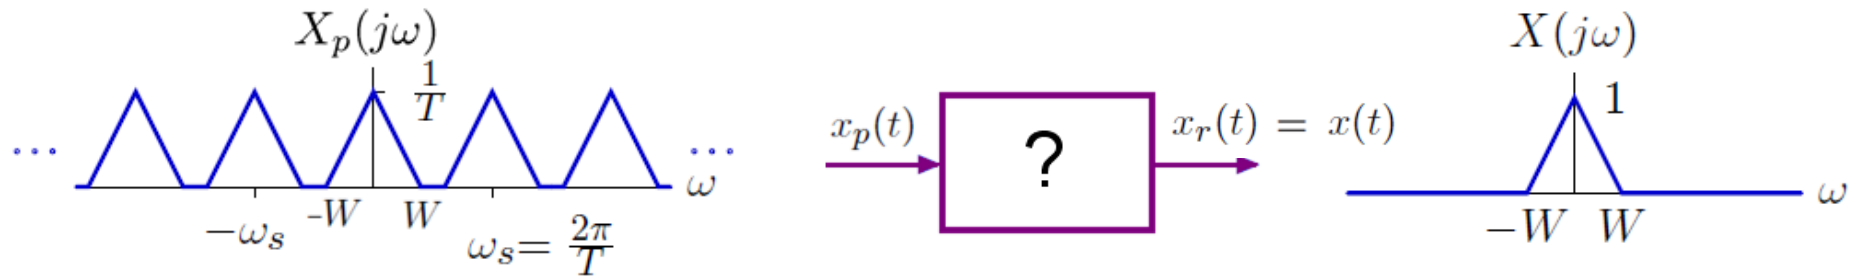 X_p(jω)
1/T
...
...
ω
-W
W
−ω_s
ω_s= 2π/T
x_p(t)
?
x_r(t) = x(t)
X(jω)
1
ω
−W
W